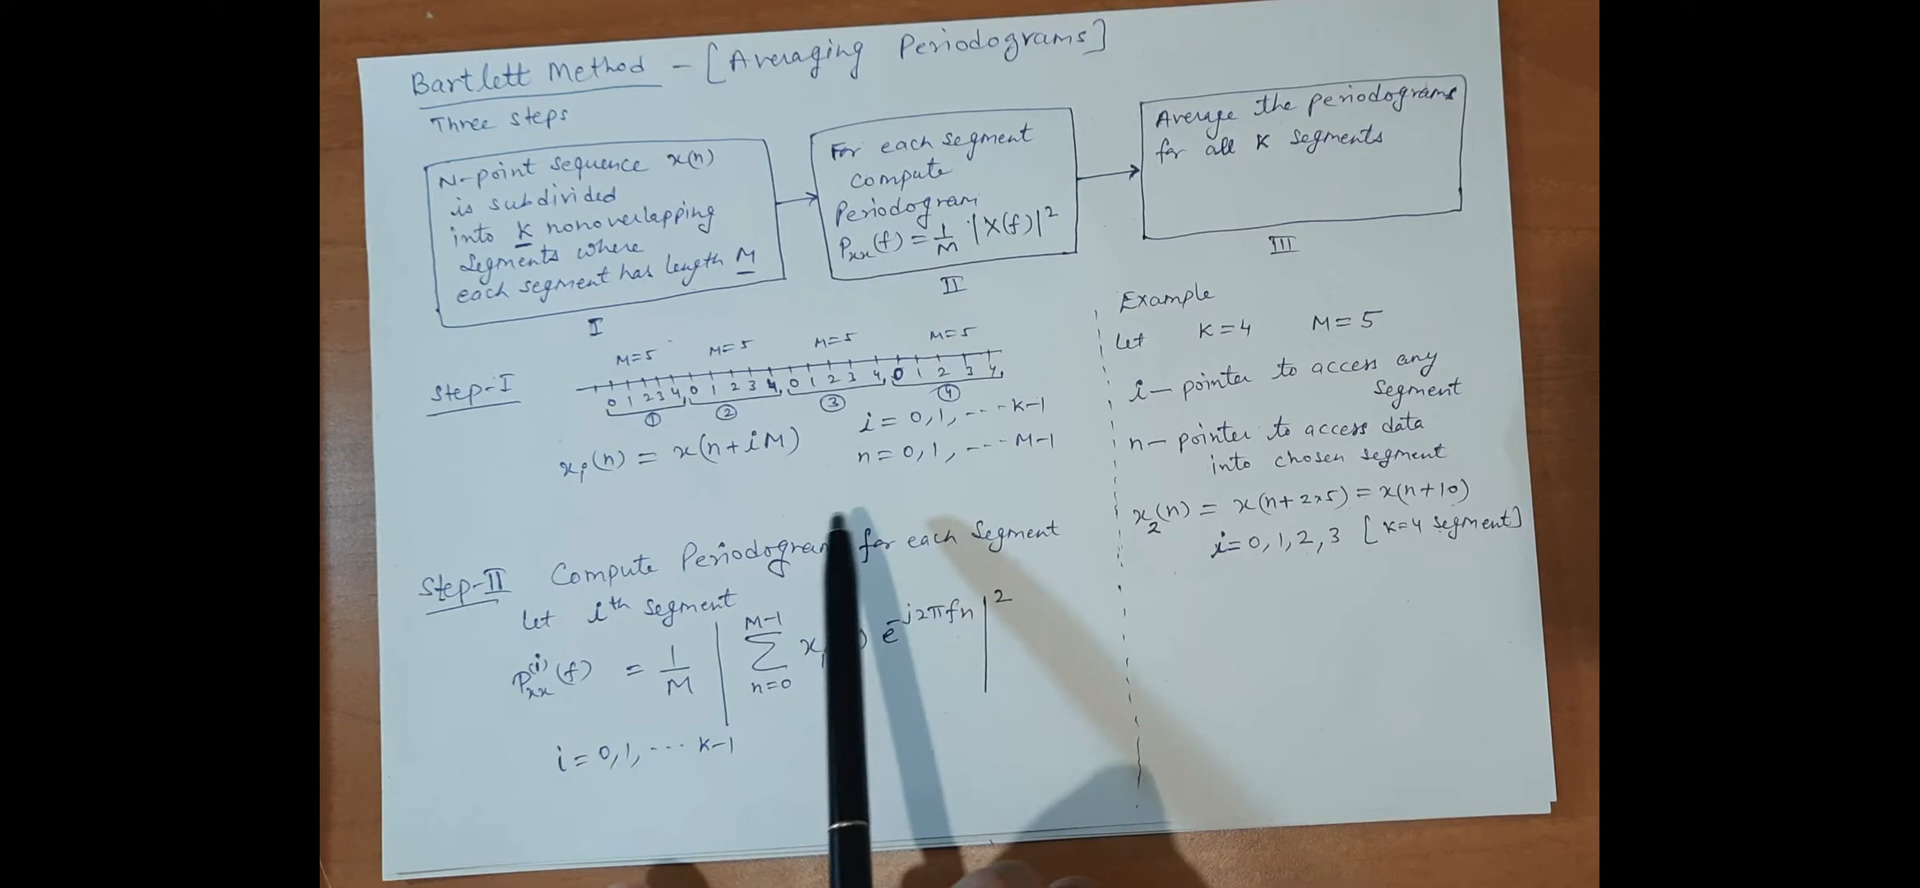 Bartlett Method - [Averaging Periodograms]
Three steps
N-point sequence x(n)
is subdivided
into K nonoverlapping
segments where
each segment has length M
I
For each segment
compute
Periodogram
Pxx(f) = 1/M |X(f)|²
II
Average the periodograms
for all K segments
III
Step-I
M=5 M=5 M=5 M=5
0 1 2 3 4 0 1 2 3 4 0 1 2 3 4 0 1 2 3 4
① ② ③ ④
xᵢ(n) = x(n+iM)
i = 0,1, --- K-1
n = 0,1, --- M-1
Step-II Compute Periodogram for each Segment
Let iᵗʰ segment
Pxx⁽ⁱ⁾(f) = 1/M | Σ_{n=0}^{M-1} xᵢ ) e^{-j2πfn} |²
i = 0,1, --- K-1
Example
Let K=4 M=5
i- pointer to access any
segment
n- pointer to access data
into chosen segment
x₂(n) = x(n+2×5) = x(n+10)
i=0,1,2,3 [K=4 segment]